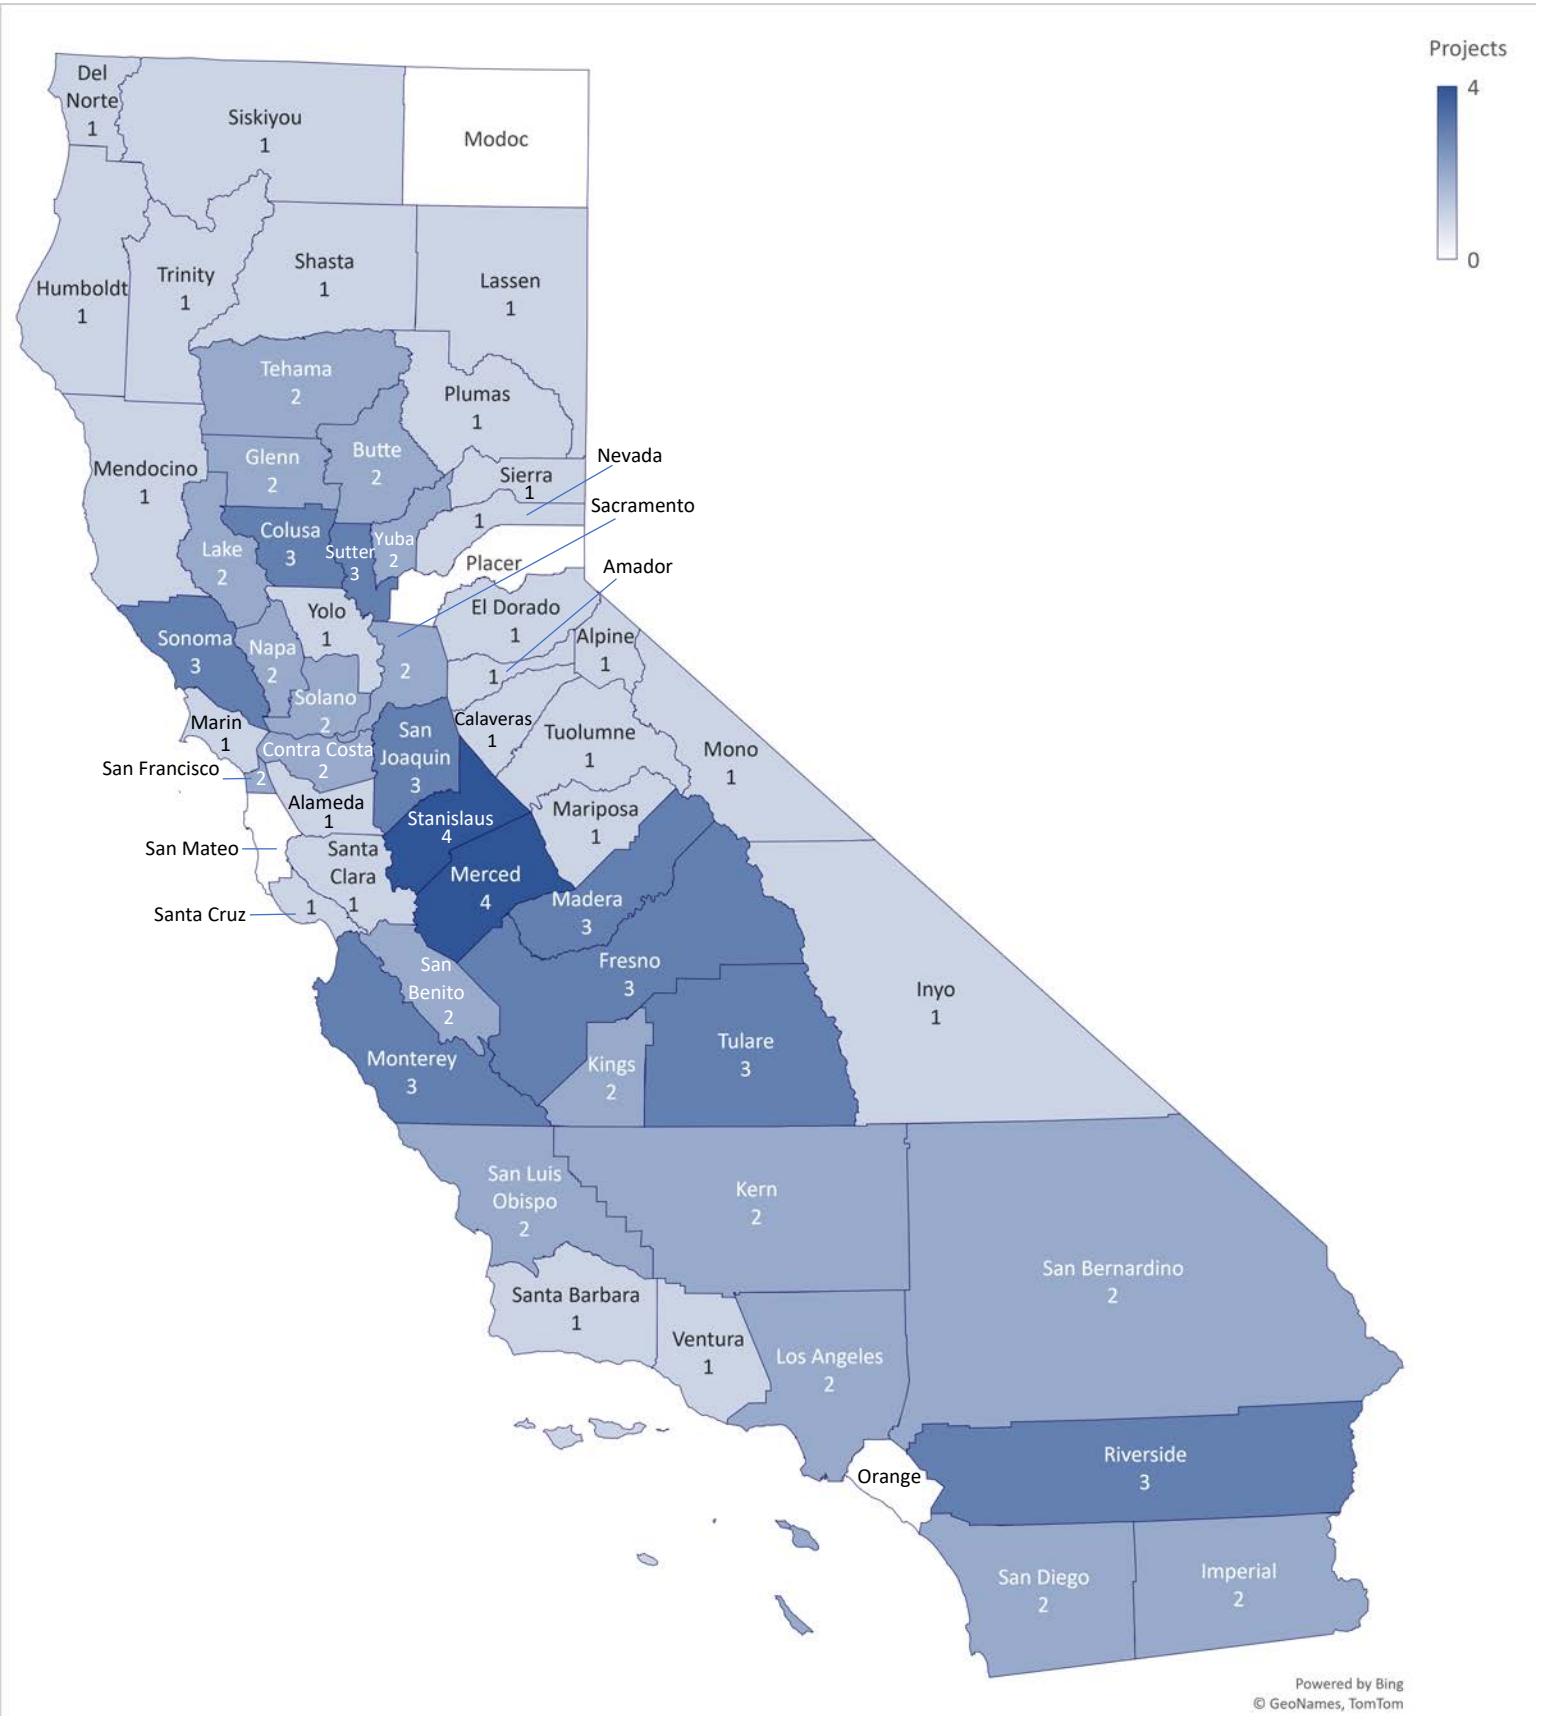 Projects
4
0
Del
Norte
1
Siskiyou
1
Modoc
Humboldt
1
Trinity
1
Shasta
1
Lassen
1
Tehama
2
Plumas
1
Mendocino
1
Glenn
2
Butte
2
Nevada
Sierra
1
1
Sacramento
Colusa
3
Sutter
3
Yuba
2
Lake
2
Placer
Amador
Yolo
1
El Dorado
1
Sonoma
3
Napa
2
2
Alpine
1
1
Solano
2
Marin
1
San
Joaquin
3
Calaveras
1
Tuolumne
1
Mono
1
Contra Costa
2
San Francisco
2
Alameda
1
Stanislaus
4
Mariposa
1
San Mateo
Santa
Clara
1
Merced
4
Madera
3
Santa Cruz
1
San
Benito
2
Fresno
3
Inyo
1
Monterey
3
Kings
2
Tulare
3
San Luis
Obispo
2
Kern
2
San Bernardino
2
Santa Barbara
1
Ventura
1
Los Angeles
2
Orange
Riverside
3
San Diego
2
Imperial
2
Powered by Bing
© GeoNames, TomTom